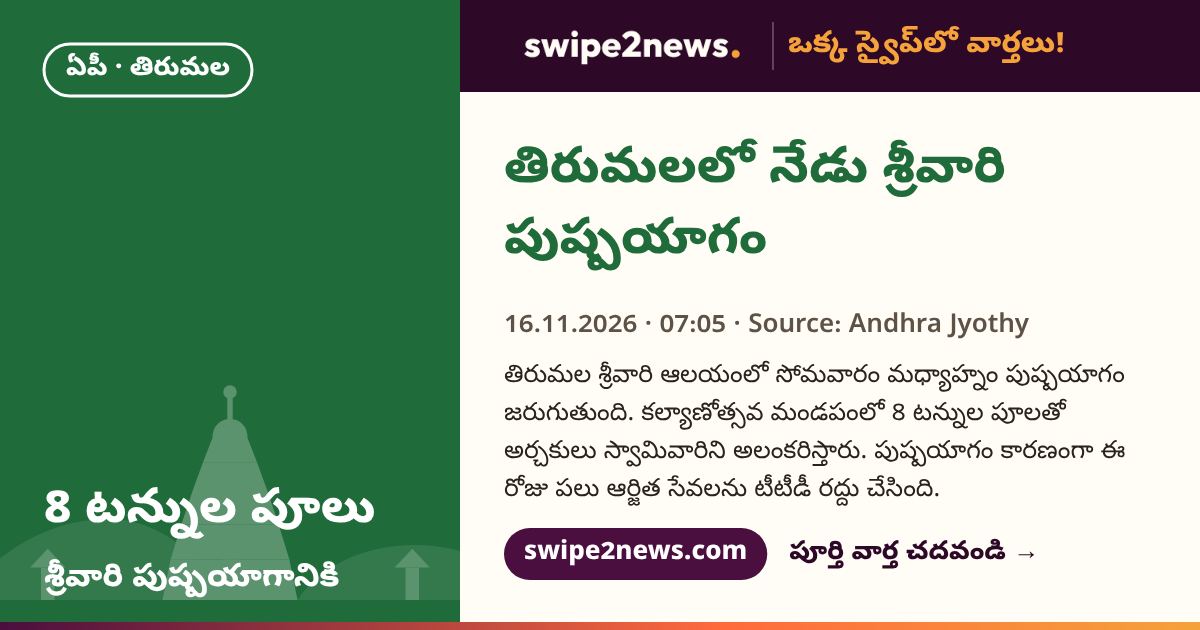 ఏపీ · తిరుమల
8 టన్నుల పూలు
శ్రీవారి పుష్పయాగానికి
swipe2news.
ఒక్క స్వైప్‌లో వార్తలు!
తిరుమలలో నేడు శ్రీవారి
పుష్పయాగం
16.11.2026 · 07:05 · Source: Andhra Jyothy
తిరుమల శ్రీవారి ఆలయంలో సోమవారం మధ్యాహ్నం పుష్పయాగం
జరుగుతుంది. కల్యాణోత్సవ మండపంలో 8 టన్నుల పూలతో
అర్చకులు స్వామివారిని అలంకరిస్తారు. పుష్పయాగం కారణంగా ఈ
రోజు పలు ఆర్జిత సేవలను టీటీడీ రద్దు చేసింది.
swipe2news.com
పూర్తి వార్త చదవండి →